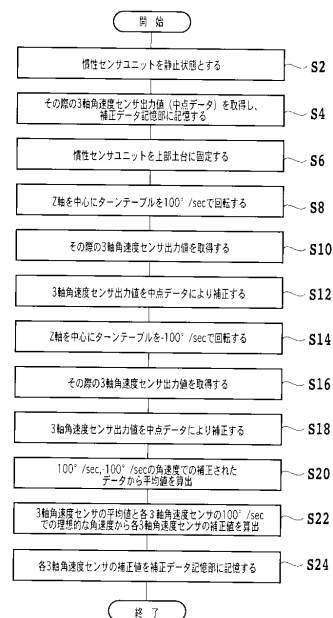 開 始
慣性センサユニットを静止状態とする
S2
その際の3軸角速度センサ出力値(中点データ)を取得し、
補正データ記憶部に記憶する
S4
慣性センサユニットを上部土台に固定する
S6
Z軸を中心にターンテーブルを100°/secで回転する
S8
その際の3軸角速度センサ出力値を取得する
S10
3軸角速度センサ出力値を中点データにより補正する
S12
Z軸を中心にターンテーブルを-100°/secで回転する
S14
その際の3軸角速度センサ出力値を取得する
S16
3軸角速度センサ出力値を中点データにより補正する
S18
100°/sec,-100°/secの角速度での補正された
データから平均値を算出
S20
3軸角速度センサの平均値と各3軸角速度センサの100°/sec
での理想的な角速度から各3軸角速度センサの補正値を算出
S22
各3軸角速度センサの補正値を補正データ記憶部に記憶する
S24
終 了